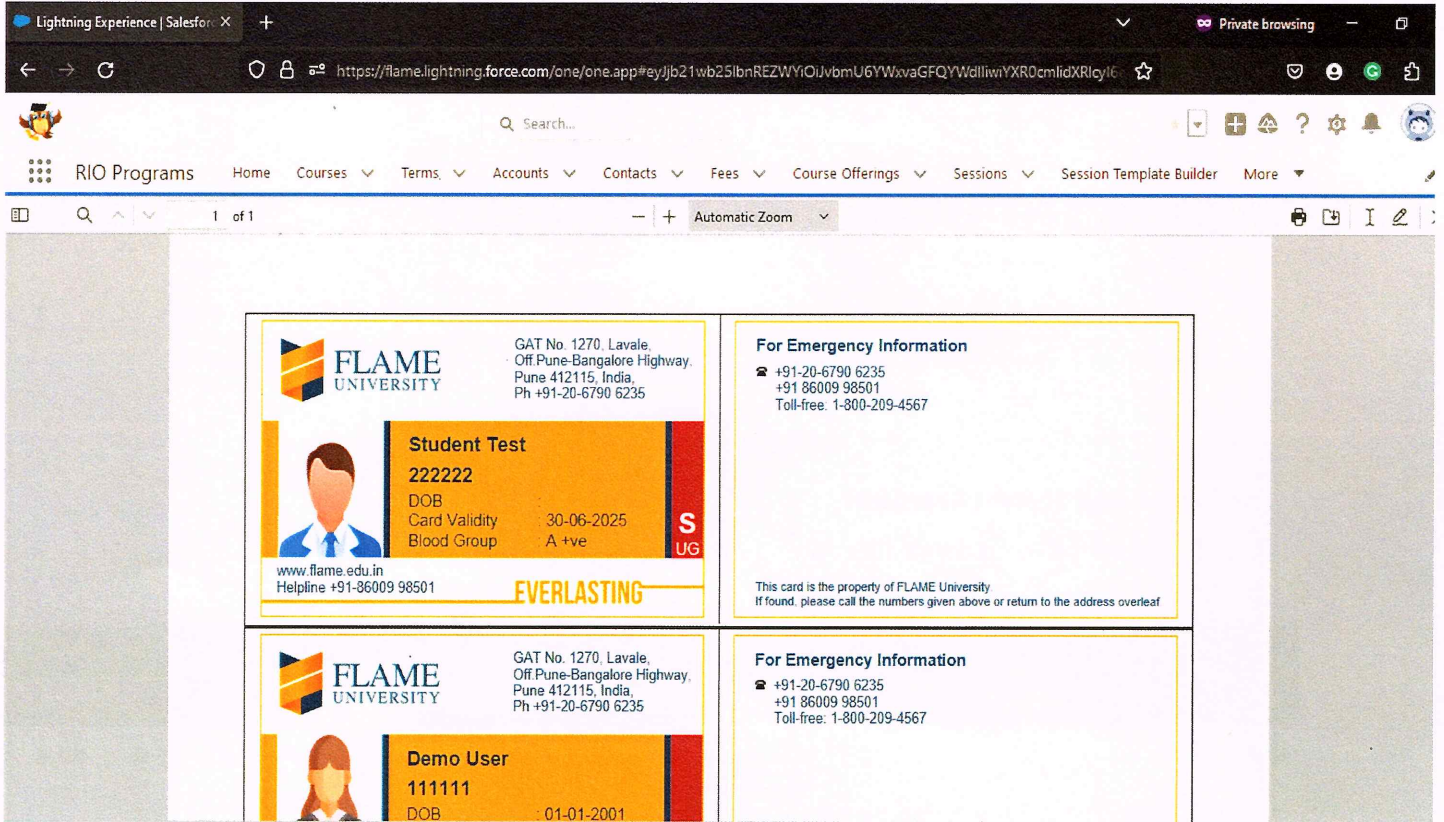 Lightning Experience | Salesforc
Private browsing
https://flame.lightning.force.com/one/one.app#
Search...
RIO Programs Home Courses Terms Accounts Contacts Fees Course Offerings Sessions Session Template Builder More
1 of 1
Automatic Zoom
FLAME
UNIVERSITY
GAT No. 1270, Lavale,
Off.Pune-Bangalore Highway,
Pune 412115, India,
Ph +91-20-6790 6235
Student Test
222222
DOB
Card Validity : 30-06-2025
Blood Group : A +ve
S
UG
www.flame.edu.in
Helpline +91-86009 98501
EVERLASTING
For Emergency Information
☎ +91-20-6790 6235
+91 86009 98501
Toll-free: 1-800-209-4567
This card is the property of FLAME University
If found, please call the numbers given above or return to the address overleaf
FLAME
UNIVERSITY
GAT No. 1270, Lavale,
Off.Pune-Bangalore Highway,
Pune 412115, India,
Ph +91-20-6790 6235
Demo User
111111
DOB : 01-01-2001
For Emergency Information
☎ +91-20-6790 6235
+91 86009 98501
Toll-free: 1-800-209-4567